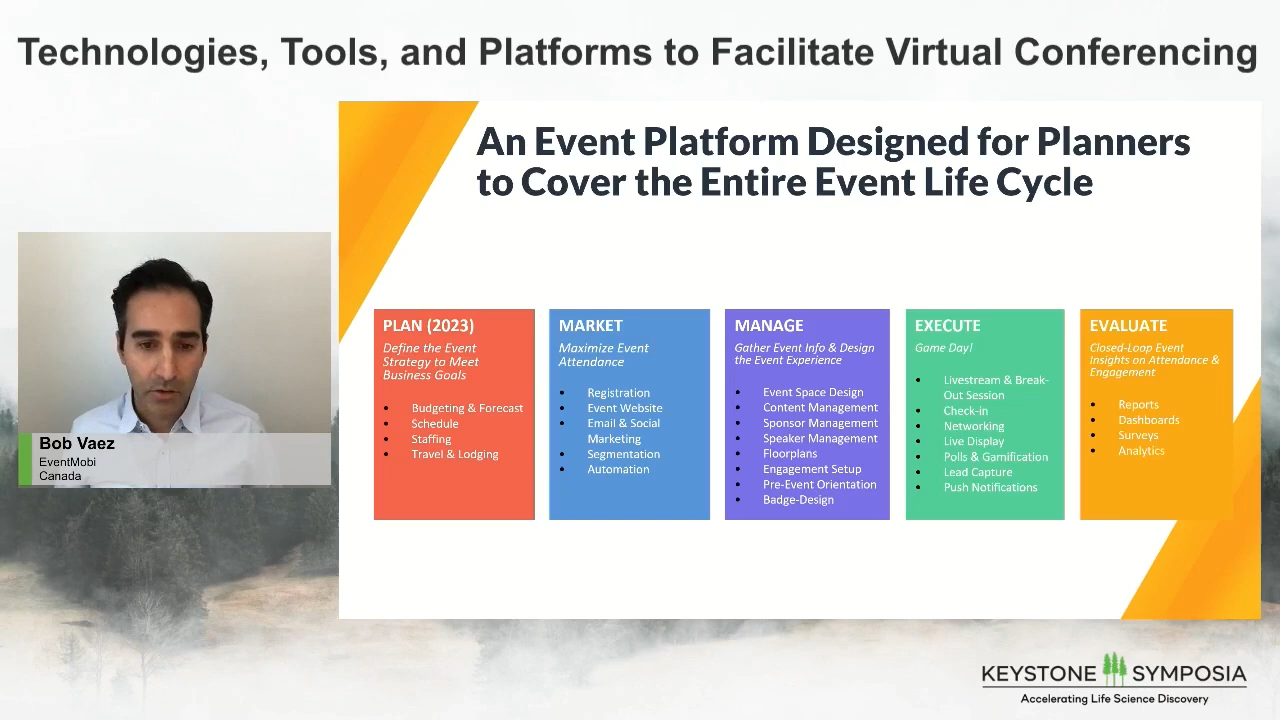 Technologies, Tools, and Platforms to Facilitate Virtual Conferencing
An Event Platform Designed for Planners
to Cover the Entire Event Life Cycle
Bob Vaez
EventMobi
Canada
PLAN (2023)
Define the Event
Strategy to Meet
Business Goals
• Budgeting & Forecast
• Schedule
• Staffing
• Travel & Lodging
MARKET
Maximize Event
Attendance
• Registration
• Event Website
• Email & Social
Marketing
• Segmentation
• Automation
MANAGE
Gather Event Info & Design
the Event Experience
• Event Space Design
• Content Management
• Sponsor Management
• Speaker Management
• Floorplans
• Engagement Setup
• Pre-Event Orientation
• Badge-Design
EXECUTE
Game Day!
• Livestream & Break-
Out Session
• Check-in
• Networking
• Live Display
• Polls & Gamification
• Lead Capture
• Push Notifications
EVALUATE
Closed-Loop Event
Insights on Attendance &
Engagement
• Reports
• Dashboards
• Surveys
• Analytics
KEYSTONE SYMPOSIA
Accelerating Life Science Discovery